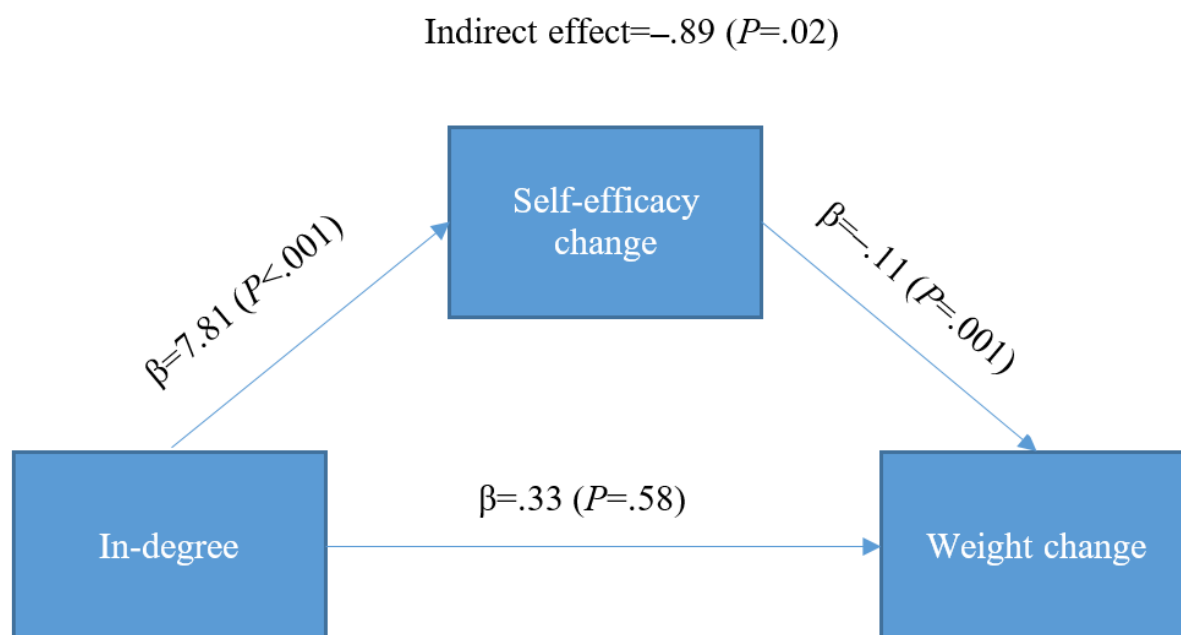 Indirect effect=–.89 (P=.02)
Self-efficacy
change
β=7.81 (P<.001)
β=–.11 (P=.001)
β=.33 (P=.58)
In-degree
Weight change